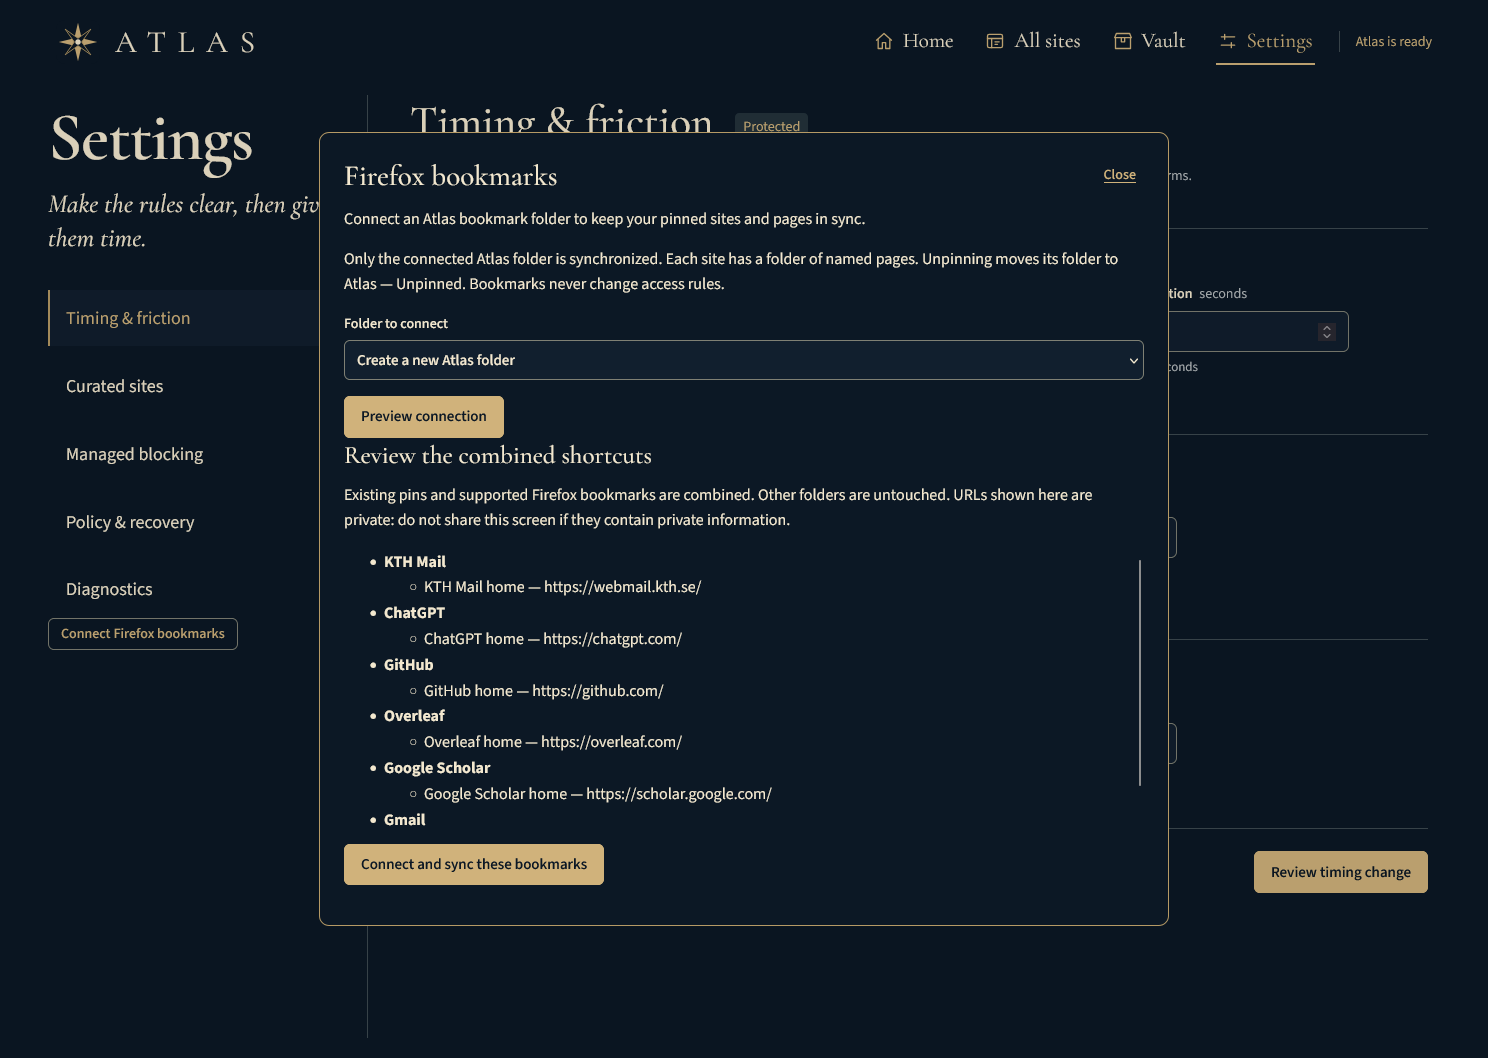 ATLAS
Home
All sites
Vault
Settings
Atlas is ready
Settings
Make the rules clear, then giv
them time.
Timing & friction
Curated sites
Managed blocking
Policy & recovery
Diagnostics
Connect Firefox bookmarks
Timing & friction
Protected
rms.
tion seconds
conds
Review timing change
Firefox bookmarks
Close
Connect an Atlas bookmark folder to keep your pinned sites and pages in sync.
Only the connected Atlas folder is synchronized. Each site has a folder of named pages. Unpinning moves its folder to
Atlas — Unpinned. Bookmarks never change access rules.
Folder to connect
Create a new Atlas folder
Preview connection
Review the combined shortcuts
Existing pins and supported Firefox bookmarks are combined. Other folders are untouched. URLs shown here are
private: do not share this screen if they contain private information.
KTH Mail
KTH Mail home — https://webmail.kth.se/
ChatGPT
ChatGPT home — https://chatgpt.com/
GitHub
GitHub home — https://github.com/
Overleaf
Overleaf home — https://overleaf.com/
Google Scholar
Google Scholar home — https://scholar.google.com/
Gmail
Connect and sync these bookmarks